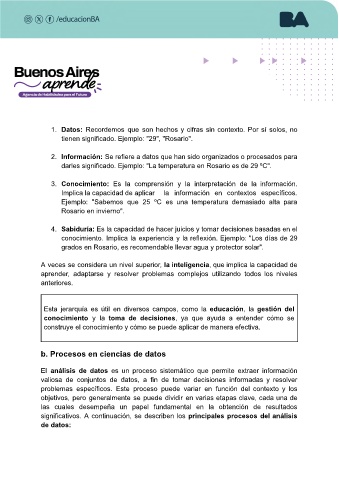 /educacionBA
BA
Buenos Aires
aprende
Agencia de Habilidades para el Futuro
1. Datos: Recordemos que son hechos y cifras sin contexto. Por sí solos, no
tienen significado. Ejemplo: "29", "Rosario".
2. Información: Se refiere a datos que han sido organizados o procesados para
darles significado. Ejemplo: "La temperatura en Rosario es de 29 ºC".
3. Conocimiento: Es la comprensión y la interpretación de la información.
Implica la capacidad de aplicar la información en contextos específicos.
Ejemplo: "Sabemos que 25 ºC es una temperatura demasiado alta para
Rosario en invierno".
4. Sabiduría: Es la capacidad de hacer juicios y tomar decisiones basadas en el
conocimiento. Implica la experiencia y la reflexión. Ejemplo: "Los días de 29
grados en Rosario, es recomendable llevar agua y protector solar".
A veces se considera un nivel superior, la inteligencia, que implica la capacidad de
aprender, adaptarse y resolver problemas complejos utilizando todos los niveles
anteriores.
Esta jerarquía es útil en diversos campos, como la educación, la gestión del
conocimiento y la toma de decisiones, ya que ayuda a entender cómo se
construye el conocimiento y cómo se puede aplicar de manera efectiva.
b. Procesos en ciencias de datos
El análisis de datos es un proceso sistemático que permite extraer información
valiosa de conjuntos de datos, a fin de tomar decisiones informadas y resolver
problemas específicos. Este proceso puede variar en función del contexto y los
objetivos, pero generalmente se puede dividir en varias etapas clave, cada una de
las cuales desempeña un papel fundamental en la obtención de resultados
significativos. A continuación, se describen los principales procesos del análisis
de datos: